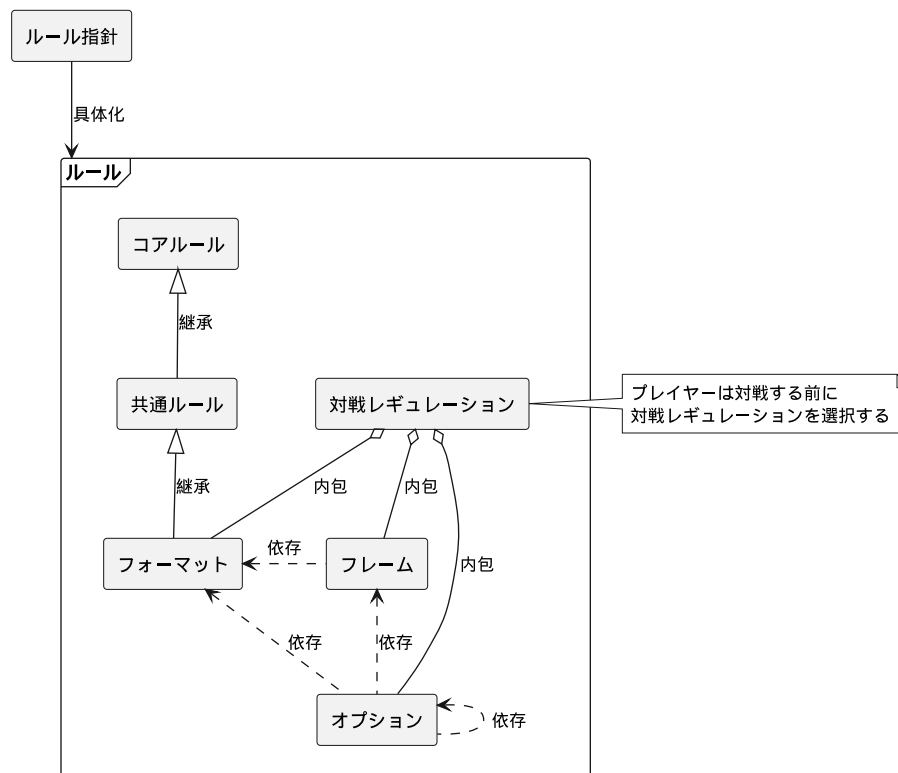 ルール指針
具体化
ルール
コアルール
継承
共通ルール
対戦レギュレーション
プレイヤーは対戦する前に
対戦レギュレーションを選択する
継承
内包
内包
フォーマット
依存
フレーム
内包
依存
依存
オプション
依存